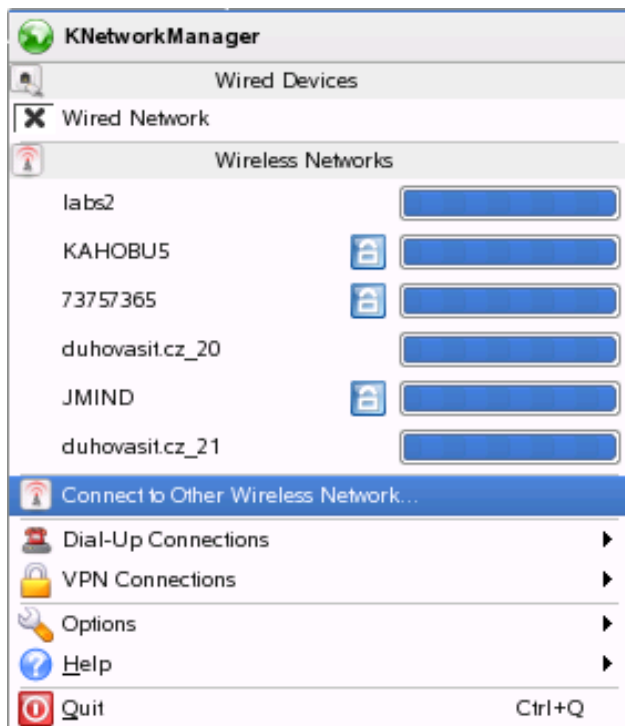 KNetworkManager
Wired Devices
Wired Network
Wireless Networks
labs2
KAHOBU5
73757365
duhovasit.cz_20
JMIND
duhovasit.cz_21
Connect to Other Wireless Network...
Dial-Up Connections
VPN Connections
Options
Help
Quit Ctrl+Q